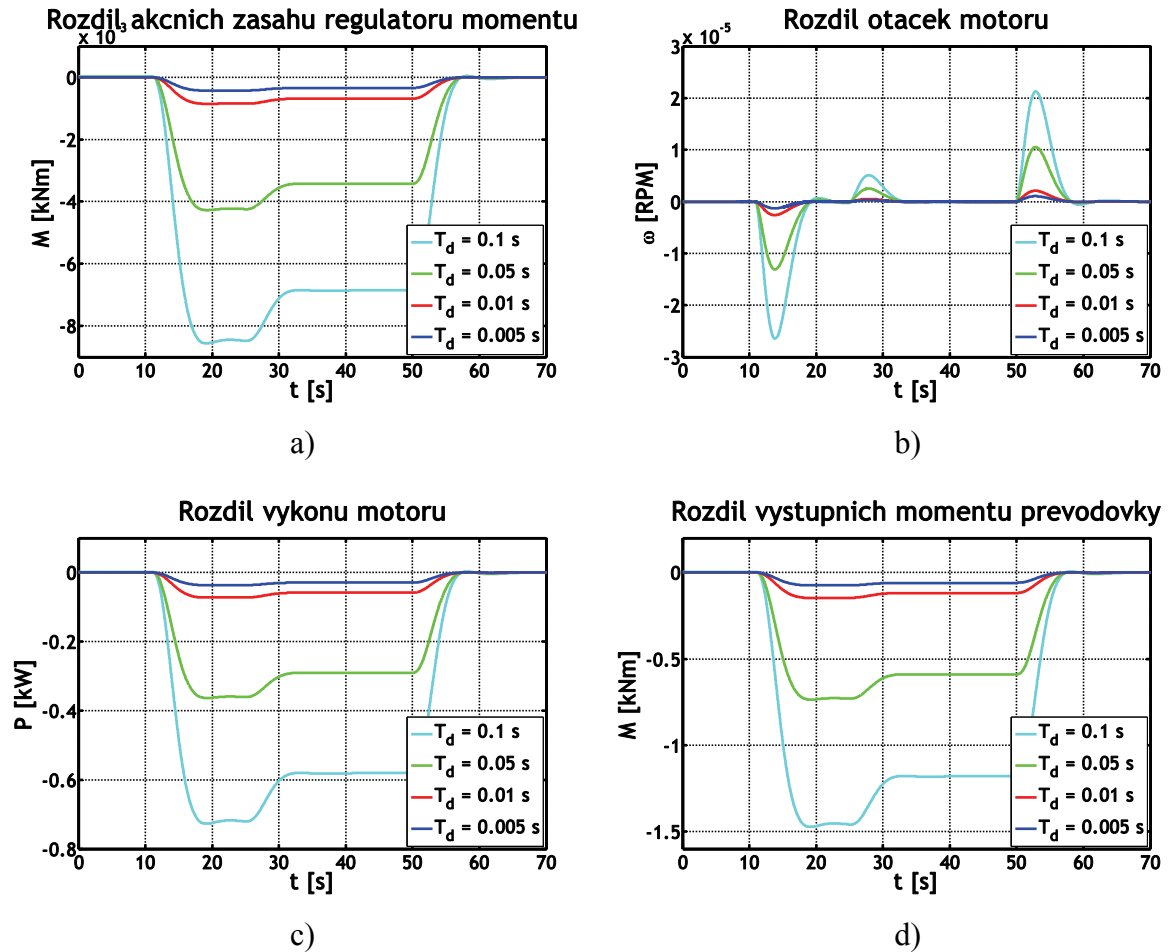 Rozdil akcnich zasahu regulatoru momentu
x 10⁻³
0
-2
-4
-6
-8
M [kNm]
T_d = 0.1 s
T_d = 0.05 s
T_d = 0.01 s
T_d = 0.005 s
0 10 20 30 40 50 60 70
t [s]
a)
Rozdil otacek motoru
x 10⁻⁵
3
2
1
0
-1
-2
-3
ω [RPM]
T_d = 0.1 s
T_d = 0.05 s
T_d = 0.01 s
T_d = 0.005 s
0 10 20 30 40 50 60 70
t [s]
b)
Rozdil vykonu motoru
0
-0.2
-0.4
-0.6
-0.8
P [kW]
T_d = 0.1 s
T_d = 0.05 s
T_d = 0.01 s
T_d = 0.005 s
0 10 20 30 40 50 60 70
t [s]
c)
Rozdil vystupnich momentu prevodovky
0
-0.5
-1
-1.5
M [kNm]
T_d = 0.1 s
T_d = 0.05 s
T_d = 0.01 s
T_d = 0.005 s
0 10 20 30 40 50 60 70
t [s]
d)